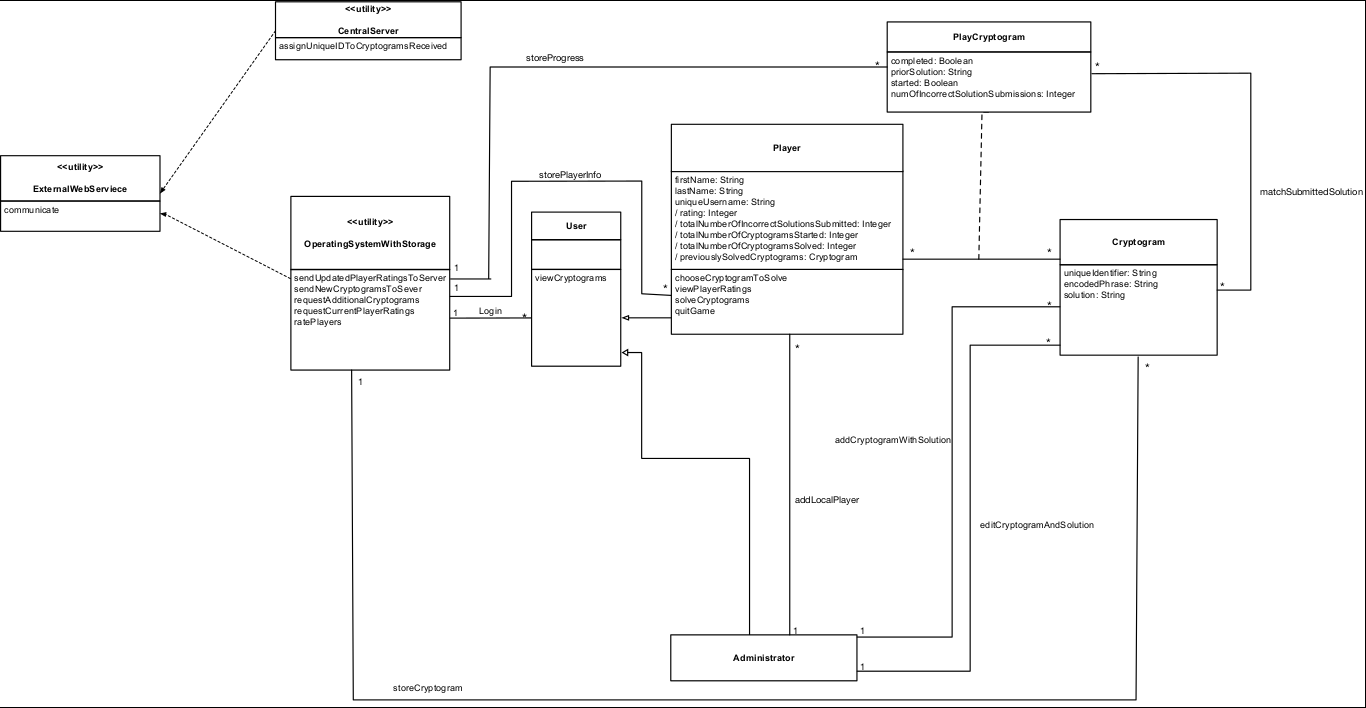 <<utility>>
CentralServer
assignUniqueIDToCryptogramsReceived
PlayCryptogram
completed: Boolean
priorSolution: String
started: Boolean
numOfIncorrectSolutionSubmissions: Integer
storeProgress
*
*
<<utility>>
ExternalWebServiece
communicate
Player
firstName: String
lastName: String
uniqueUsername: String
/ rating: Integer
/ totalNumberOfIncorrectSolutionsSubmitted: Integer
/ totalNumberOfCryptogramsStarted: Integer
/ totalNumberOfCryptogramsSolved: Integer
/ previouslySolvedCryptograms: Cryptogram
chooseCryptogramToSolve
viewPlayerRatings
solveCryptograms
quitGame
storePlayerInfo
matchSubmittedSolution
<<utility>>
OperatingSystemWithStorage
sendUpdatedPlayerRatingsToServer
sendNewCryptogramsToSever
requestAdditionalCryptograms
requestCurrentPlayerRatings
ratePlayers
User
viewCryptograms
Cryptogram
uniqueIdentifier: String
encodedPhrase: String
solution: String
*
*
1
1
*
*
1
Login
*
*
*
*
1
*
addCryptogramWithSolution
addLocalPlayer
editCryptogramAndSolution
1
1
1
Administrator
storeCryptogram